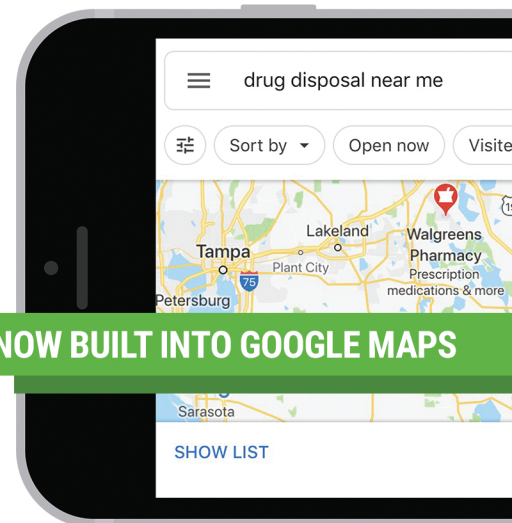 drug disposal near me
Sort by
Open now
Visite
Lakeland
Walgreens
Pharmacy
Prescription
medications & more
Tampa
Plant City
75
Petersburg
NOW BUILT INTO GOOGLE MAPS
Sarasota
SHOW LIST